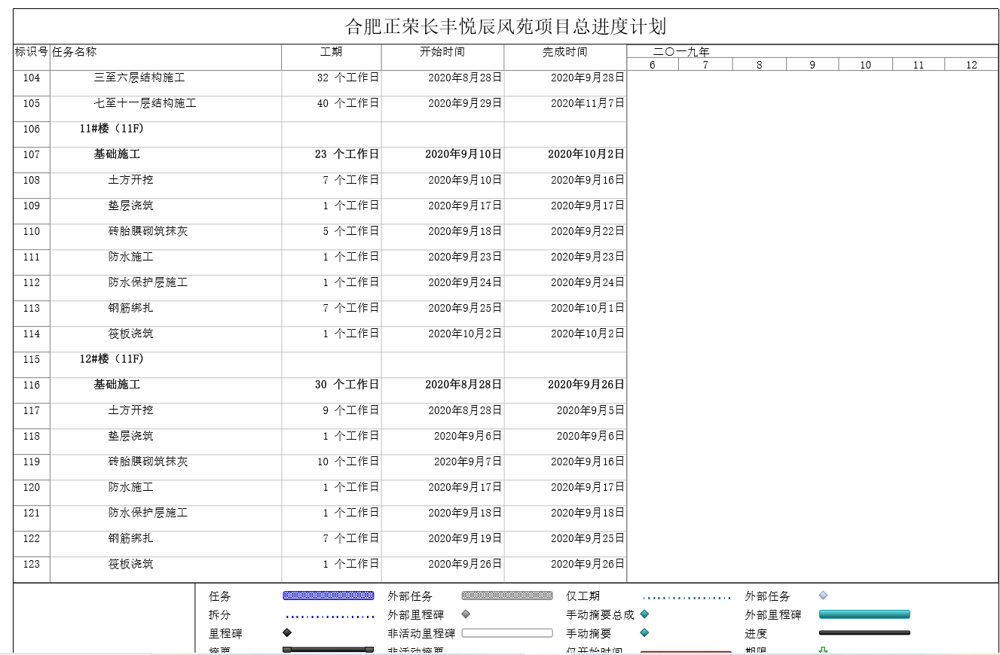 合肥正荣长丰悦辰风苑项目总进度计划
标识号 任务名称 工期 开始时间 完成时间 二〇一九年
6 7 8 9 10 11 12
104 三至六层结构施工 32 个工作日 2020年8月28日 2020年9月28日
105 七至十一层结构施工 40 个工作日 2020年9月29日 2020年11月7日
106 11#楼（11F）
107 基础施工 23 个工作日 2020年9月10日 2020年10月2日
108 土方开挖 7 个工作日 2020年9月10日 2020年9月16日
109 垫层浇筑 1 个工作日 2020年9月17日 2020年9月17日
110 砖胎膜砌筑抹灰 5 个工作日 2020年9月18日 2020年9月22日
111 防水施工 1 个工作日 2020年9月23日 2020年9月23日
112 防水保护层施工 1 个工作日 2020年9月24日 2020年9月24日
113 钢筋绑扎 7 个工作日 2020年9月25日 2020年10月1日
114 筏板浇筑 1 个工作日 2020年10月2日 2020年10月2日
115 12#楼（11F）
116 基础施工 30 个工作日 2020年8月28日 2020年9月26日
117 土方开挖 9 个工作日 2020年8月28日 2020年9月5日
118 垫层浇筑 1 个工作日 2020年9月6日 2020年9月6日
119 砖胎膜砌筑抹灰 10 个工作日 2020年9月7日 2020年9月16日
120 防水施工 1 个工作日 2020年9月17日 2020年9月17日
121 防水保护层施工 1 个工作日 2020年9月18日 2020年9月18日
122 钢筋绑扎 7 个工作日 2020年9月19日 2020年9月25日
123 筏板浇筑 1 个工作日 2020年9月26日 2020年9月26日
任务 外部任务 仅工期 外部任务
拆分 外部里程碑 手动摘要总成 外部里程碑
里程碑 非活动里程碑 手动摘要 进度
摘要 非活动摘要 仅开始时间 期限